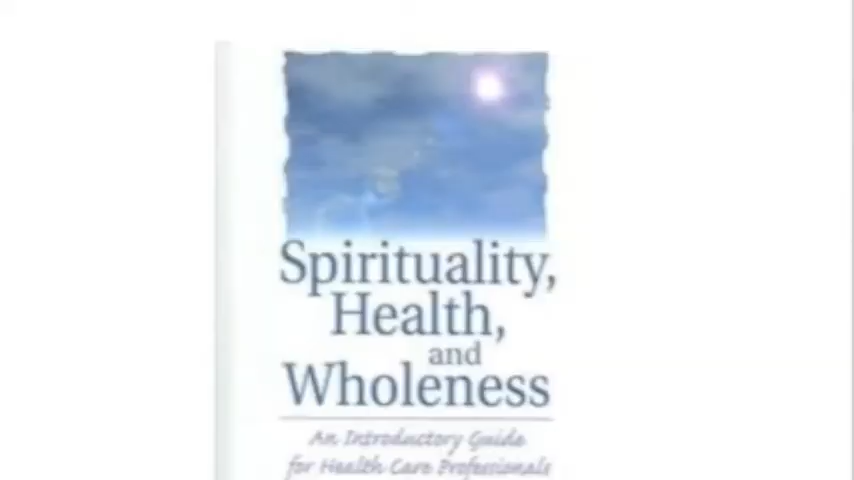 Spirituality,
Health,
and
Wholeness
An Introductory Guide
for Health Care Professionals